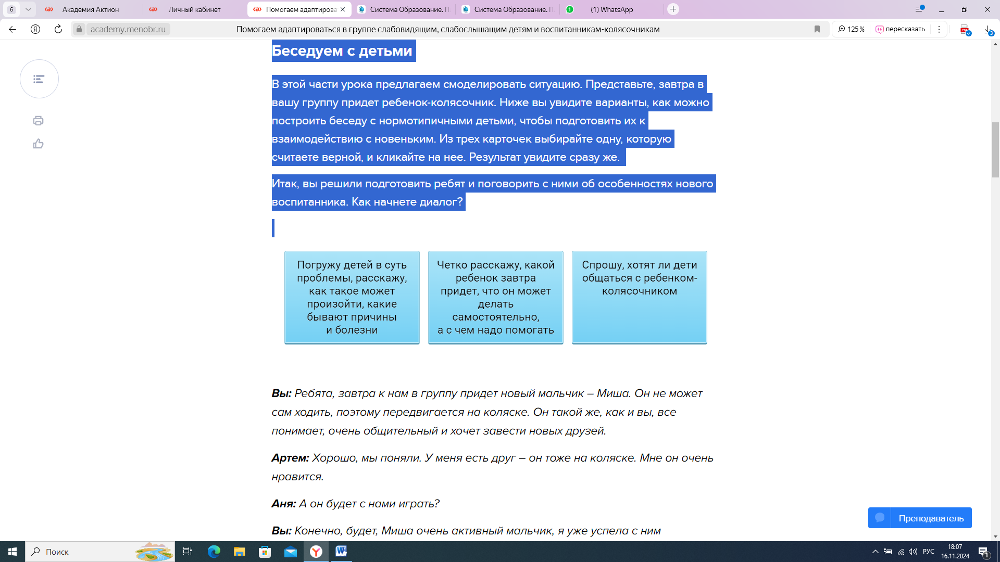 6
Академия Актион
Личный кабинет
Помогаем адаптирова
Система Образование. П
Система Образование. П
1
(1) WhatsApp
academy.menobr.ru
Помогаем адаптироваться в группе слабовидящим, слабослышащим детям и воспитанникам-колясочникам
125 %
пересказать
3
Беседуем с детьми
В этой части урока предлагаем смоделировать ситуацию. Представьте, завтра в
вашу группу придет ребенок-колясочник. Ниже вы увидите варианты, как можно
построить беседу с нормотипичными детьми, чтобы подготовить их к
взаимодействию с новеньким. Из трех карточек выбирайте одну, которую
считаете верной, и кликайте на нее. Результат увидите сразу же.
Итак, вы решили подготовить ребят и поговорить с ними об особенностях нового
воспитанника. Как начнете диалог?
Погружу детей в суть
проблемы, расскажу,
как такое может
произойти, какие
бывают причины
и болезни
Четко расскажу, какой
ребенок завтра
придет, что он может
делать
самостоятельно,
а с чем надо помогать
Спрошу, хотят ли дети
общаться с ребенком-
колясочником
Вы: Ребята, завтра к нам в группу придет новый мальчик – Миша. Он не может
сам ходить, поэтому передвигается на коляске. Он такой же, как и вы, все
понимает, очень общительный и хочет завести новых друзей.
Артем: Хорошо, мы поняли. У меня есть друг – он тоже на коляске. Мне он очень
нравится.
Аня: А он будет с нами играть?
Вы: Конечно, будет, Миша очень активный мальчик, я уже успела с ним
Преподаватель
Поиск
РУС
18:07
16.11.2024
1